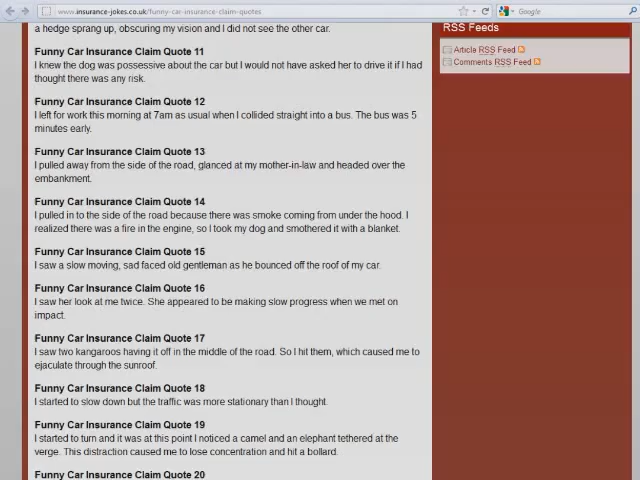 www.insurance-jokes.co.uk/funny-car-insurance-claim-quotes
Google
a hedge sprang up, obscuring my vision and I did not see the other car.
Funny Car Insurance Claim Quote 11
I knew the dog was possessive about the car but I would not have asked her to drive it if I had
thought there was any risk.
Funny Car Insurance Claim Quote 12
I left for work this morning at 7am as usual when I collided straight into a bus. The bus was 5
minutes early.
Funny Car Insurance Claim Quote 13
I pulled away from the side of the road, glanced at my mother-in-law and headed over the
embankment.
Funny Car Insurance Claim Quote 14
I pulled in to the side of the road because there was smoke coming from under the hood. I
realized there was a fire in the engine, so I took my dog and smothered it with a blanket.
Funny Car Insurance Claim Quote 15
I saw a slow moving, sad faced old gentleman as he bounced off the roof of my car.
Funny Car Insurance Claim Quote 16
I saw her look at me twice. She appeared to be making slow progress when we met on
impact.
Funny Car Insurance Claim Quote 17
I saw two kangaroos having it off in the middle of the road. So I hit them, which caused me to
ejaculate through the sunroof.
Funny Car Insurance Claim Quote 18
I started to slow down but the traffic was more stationary than I thought.
Funny Car Insurance Claim Quote 19
I started to turn and it was at this point I noticed a camel and an elephant tethered at the
verge. This distraction caused me to lose concentration and hit a bollard.
Funny Car Insurance Claim Quote 20
RSS Feeds
Article RSS Feed
Comments RSS Feed